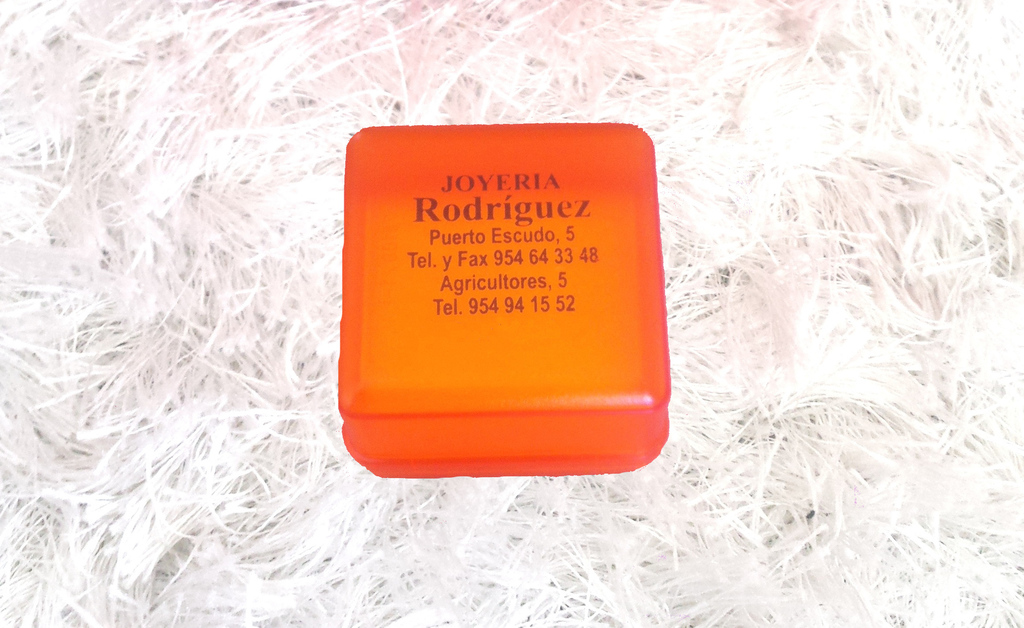 JOYERIA
Rodríguez
Puerto Escudo, 5
Tel. y Fax 954 64 33 48
Agricultores, 5
Tel. 954 94 15 52